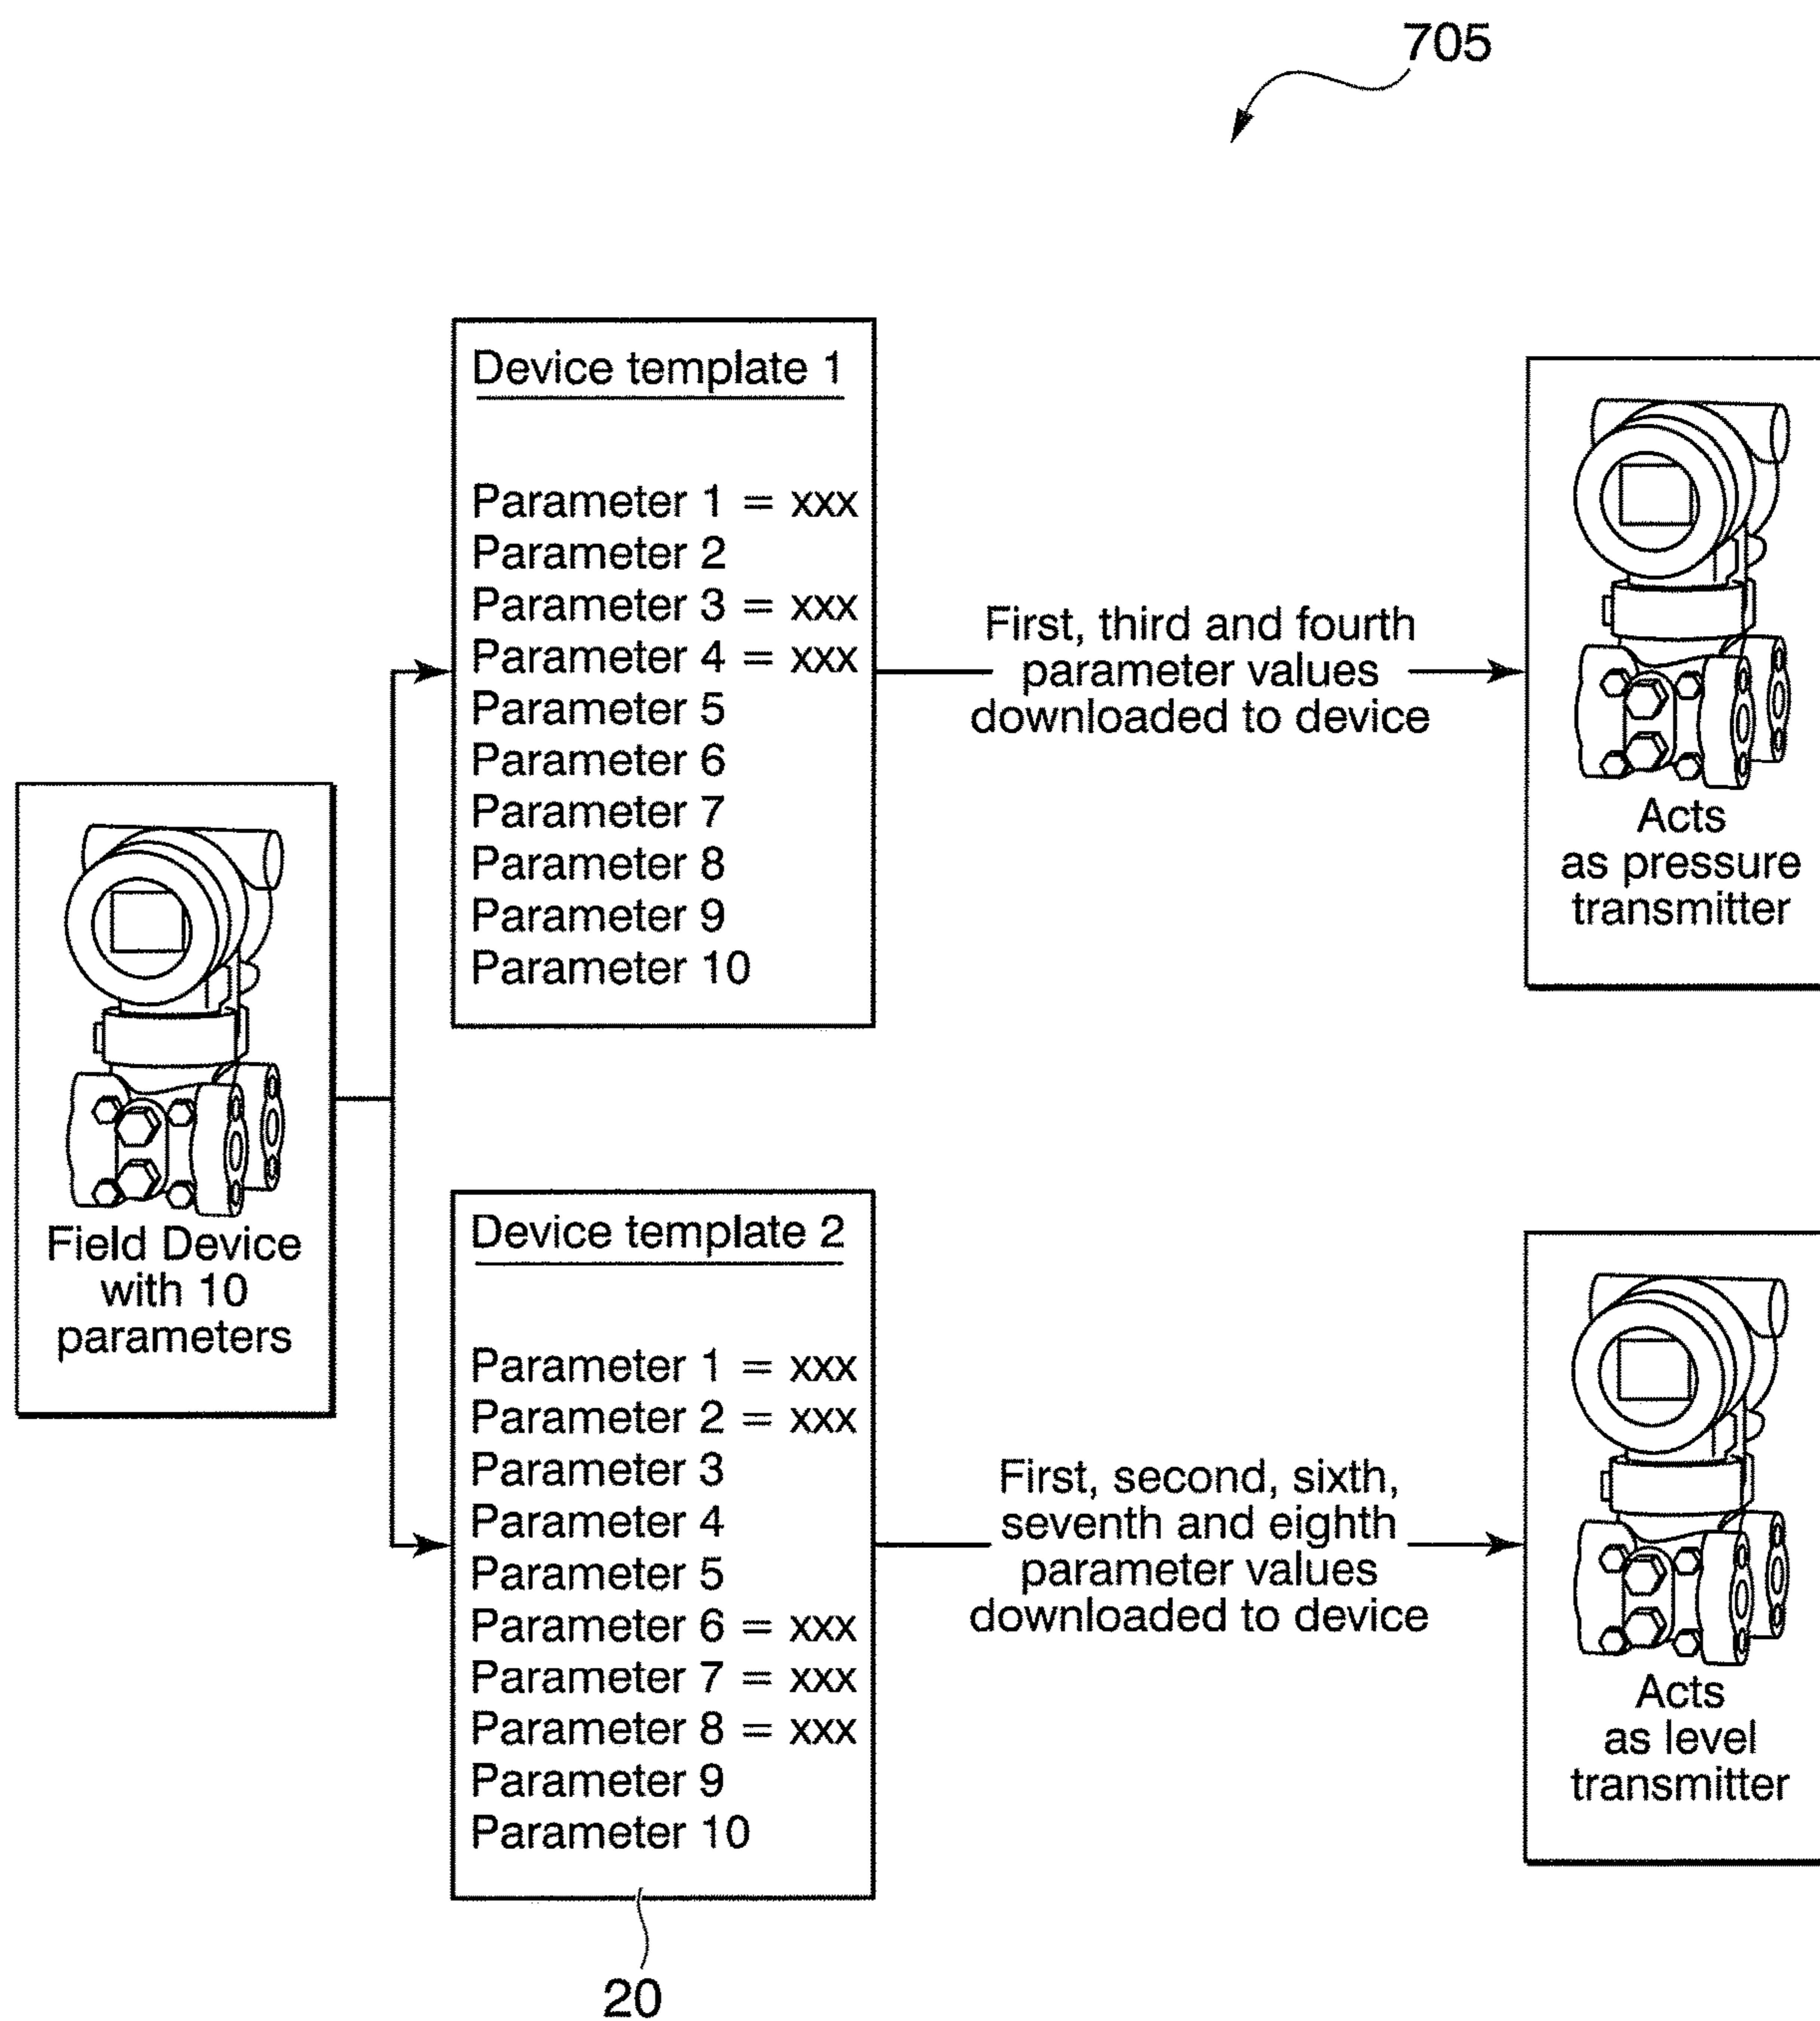 705
Device template 1
Parameter 1 = xxx
Parameter 2
Parameter 3 = xxx
Parameter 4 = xxx
Parameter 5
Parameter 6
Parameter 7
Parameter 8
Parameter 9
Parameter 10
First, third and fourth
parameter values
downloaded to device
Acts
as pressure
transmitter
Field Device
with 10
parameters
Device template 2
Parameter 1 = xxx
Parameter 2 = xxx
Parameter 3
Parameter 4
Parameter 5
Parameter 6 = xxx
Parameter 7 = xxx
Parameter 8 = xxx
Parameter 9
Parameter 10
First, second, sixth,
seventh and eighth
parameter values
downloaded to device
Acts
as level
transmitter
20